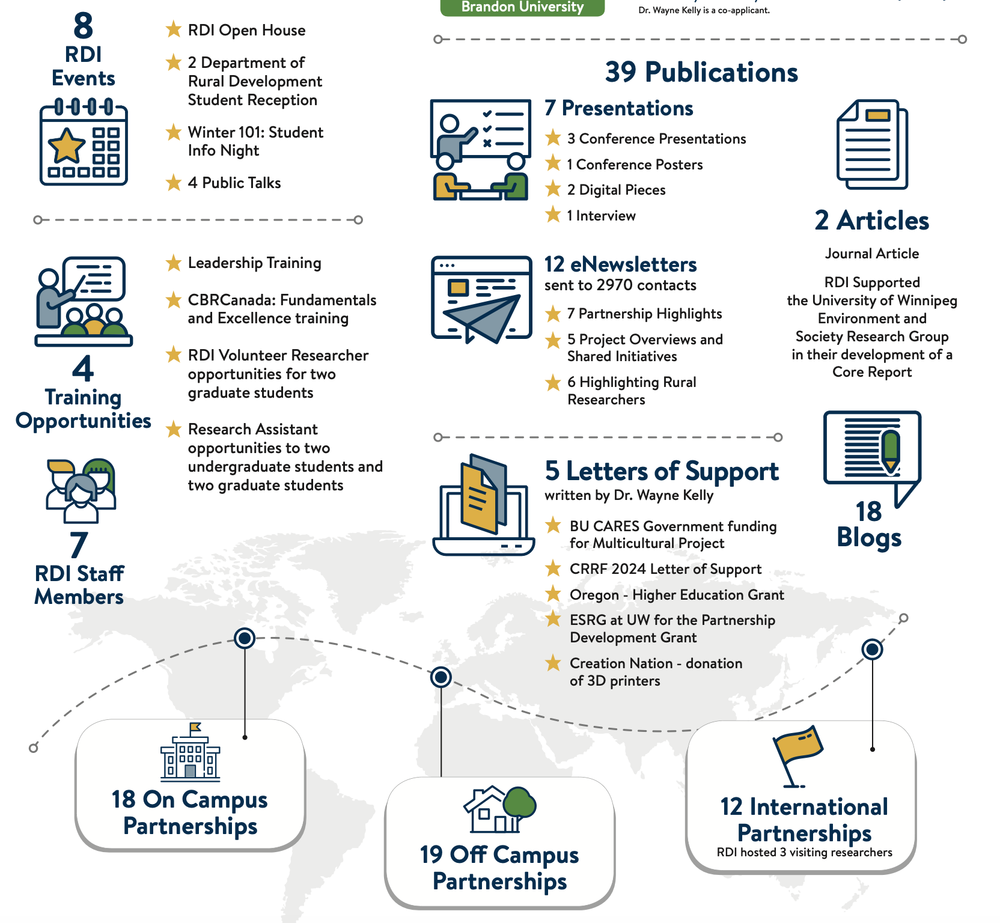 8
RDI
Events
RDI Open House
2 Department of
Rural Development
Student Reception
Winter 101: Student
Info Night
4 Public Talks
4
Training
Opportunities
Leadership Training
CBRCanada: Fundamentals
and Excellence training
RDI Volunteer Researcher
opportunities for two
graduate students
Research Assistant
opportunities to two
undergraduate students and
two graduate students
7
RDI Staff
Members
Brandon University
Dr. Wayne Kelly is a co-applicant.
39 Publications
7 Presentations
3 Conference Presentations
1 Conference Posters
2 Digital Pieces
1 Interview
12 eNewsletters
sent to 2970 contacts
7 Partnership Highlights
5 Project Overviews and
Shared Initiatives
6 Highlighting Rural
Researchers
2 Articles
Journal Article
RDI Supported
the University of Winnipeg
Environment and
Society Research Group
in their development of a
Core Report
18
Blogs
5 Letters of Support
written by Dr. Wayne Kelly
BU CARES Government funding
for Multicultural Project
CRRF 2024 Letter of Support
Oregon - Higher Education Grant
ESRG at UW for the Partnership
Development Grant
Creation Nation - donation
of 3D printers
18 On Campus
Partnerships
19 Off Campus
Partnerships
12 International
Partnerships
RDI hosted 3 visiting researchers